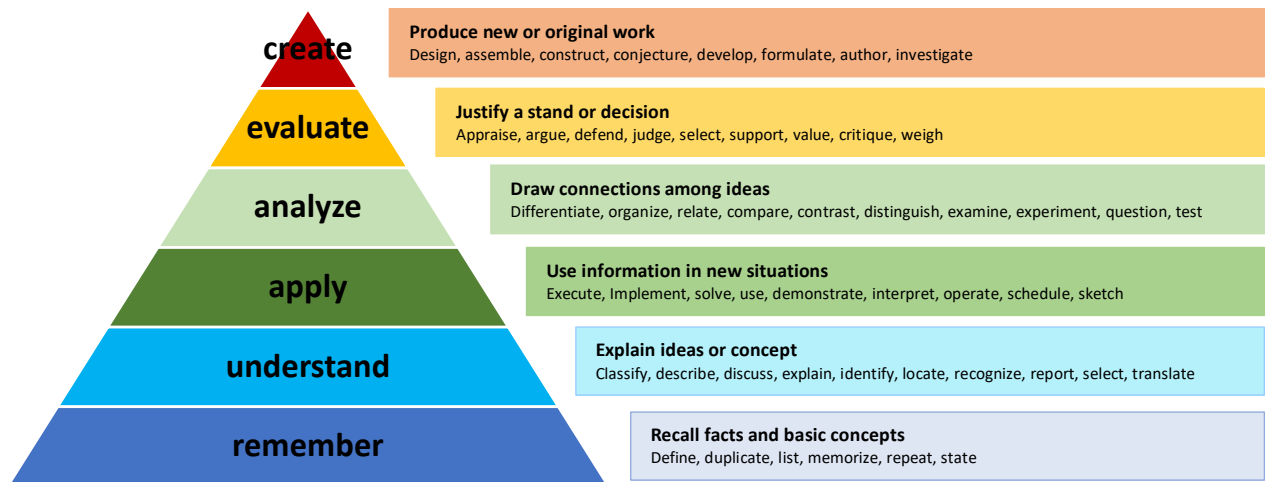 create
Produce new or original work
Design, assemble, construct, conjecture, develop, formulate, author, investigate
evaluate
Justify a stand or decision
Appraise, argue, defend, judge, select, support, value, critique, weigh
analyze
Draw connections among ideas
Differentiate, organize, relate, compare, contrast, distinguish, examine, experiment, question, test
apply
Use information in new situations
Execute, Implement, solve, use, demonstrate, interpret, operate, schedule, sketch
understand
Explain ideas or concept
Classify, describe, discuss, explain, identify, locate, recognize, report, select, translate
remember
Recall facts and basic concepts
Define, duplicate, list, memorize, repeat, state